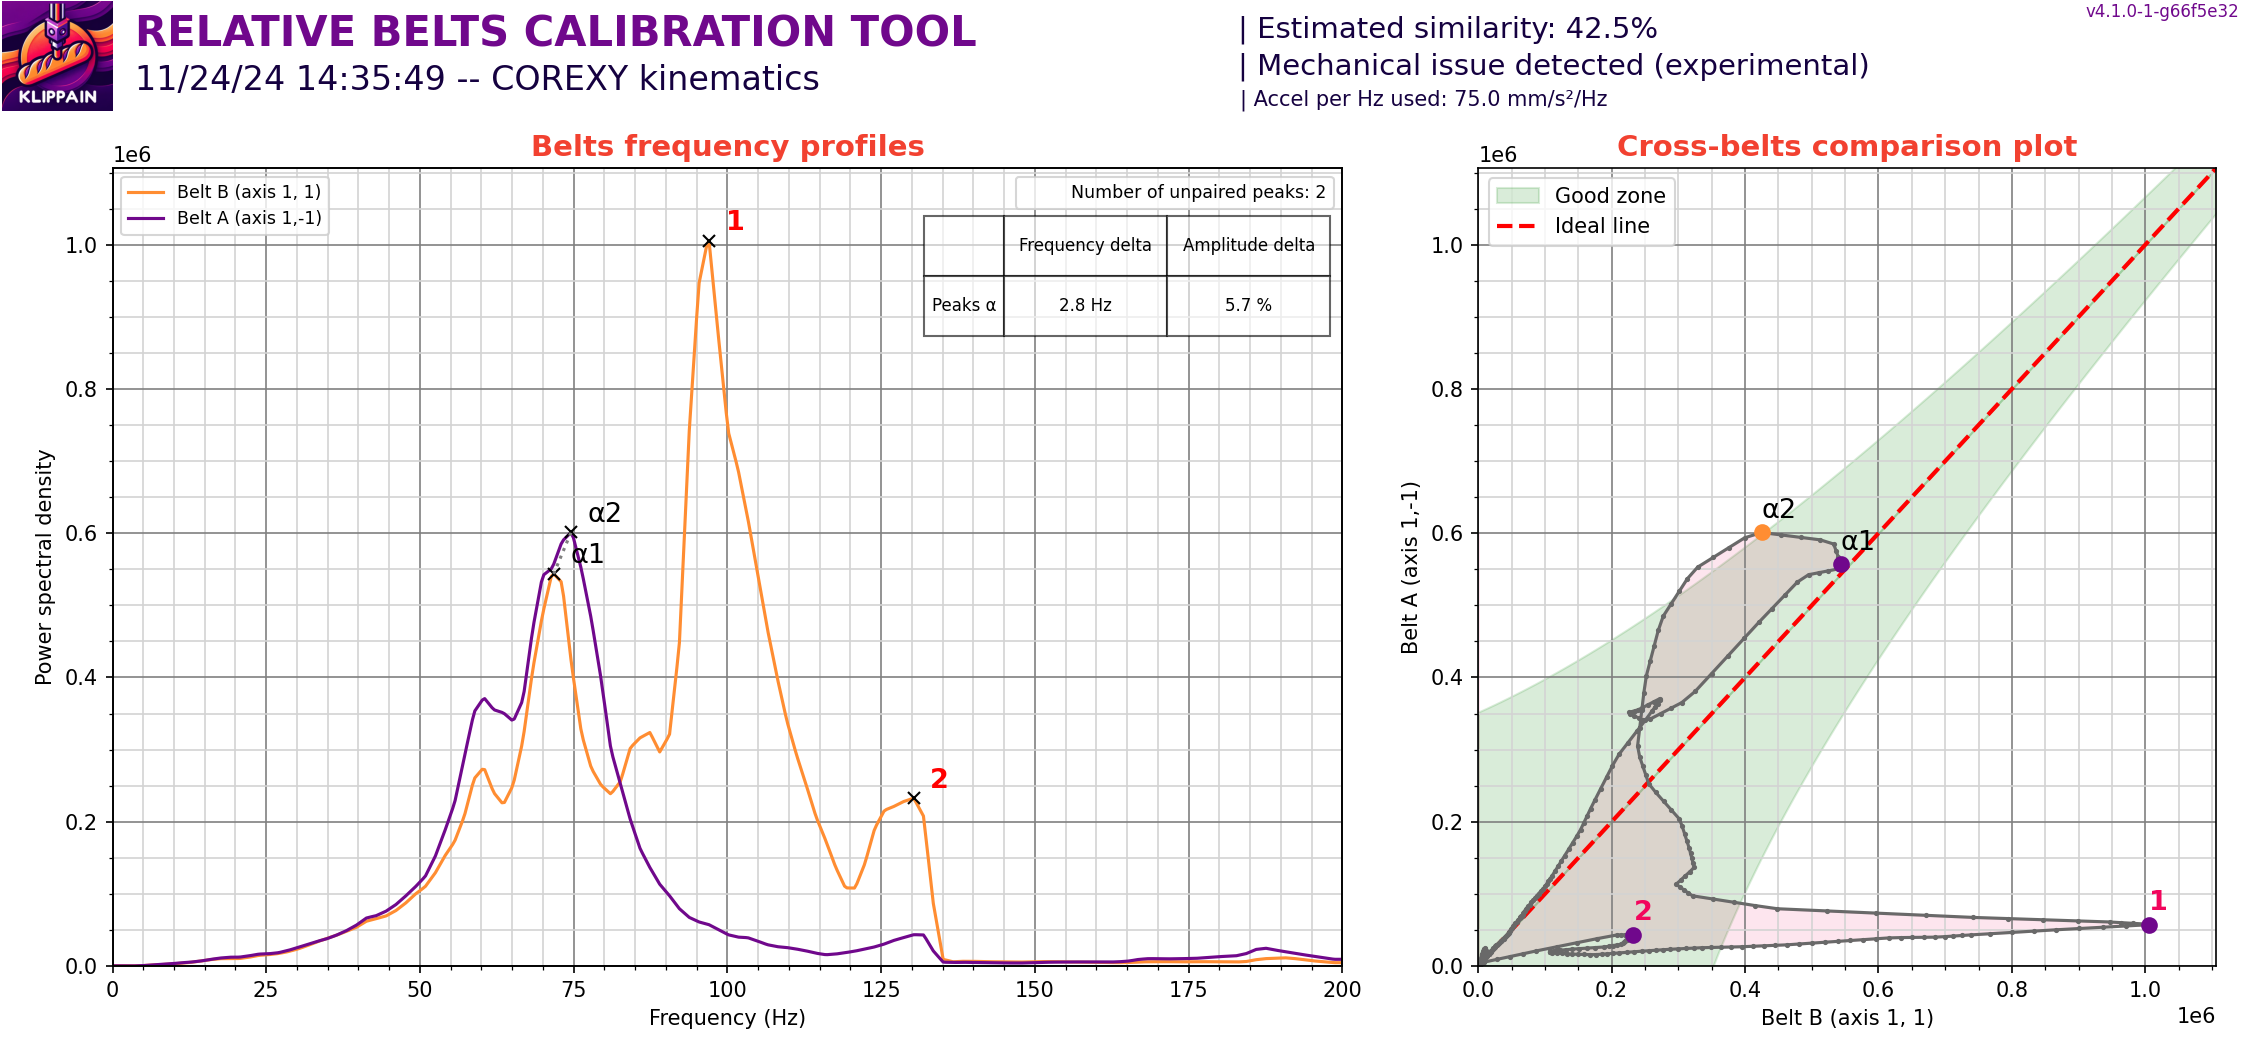 KLIPPAIN
RELATIVE BELTS CALIBRATION TOOL
11/24/24 14:35:49 -- COREXY kinematics
| Estimated similarity: 42.5%
| Mechanical issue detected (experimental)
| Accel per Hz used: 75.0 mm/s²/Hz
v4.1.0-1-g66f5e32
Belts frequency profiles
1e6
Belt B (axis 1, 1)
Belt A (axis 1,-1)
Number of unpaired peaks: 2
Frequency delta Amplitude delta
Peaks α 2.8 Hz 5.7 %
1
α2
α1
2
Power spectral density
1.0
0.8
0.6
0.4
0.2
0.0
0 25 50 75 100 125 150 175 200
Frequency (Hz)
Cross-belts comparison plot
1e6
Good zone
Ideal line
α2
α1
1
2
Belt A (axis 1,-1)
1.0
0.8
0.6
0.4
0.2
0.0
0.0 0.2 0.4 0.6 0.8 1.0
Belt B (axis 1, 1)
1e6